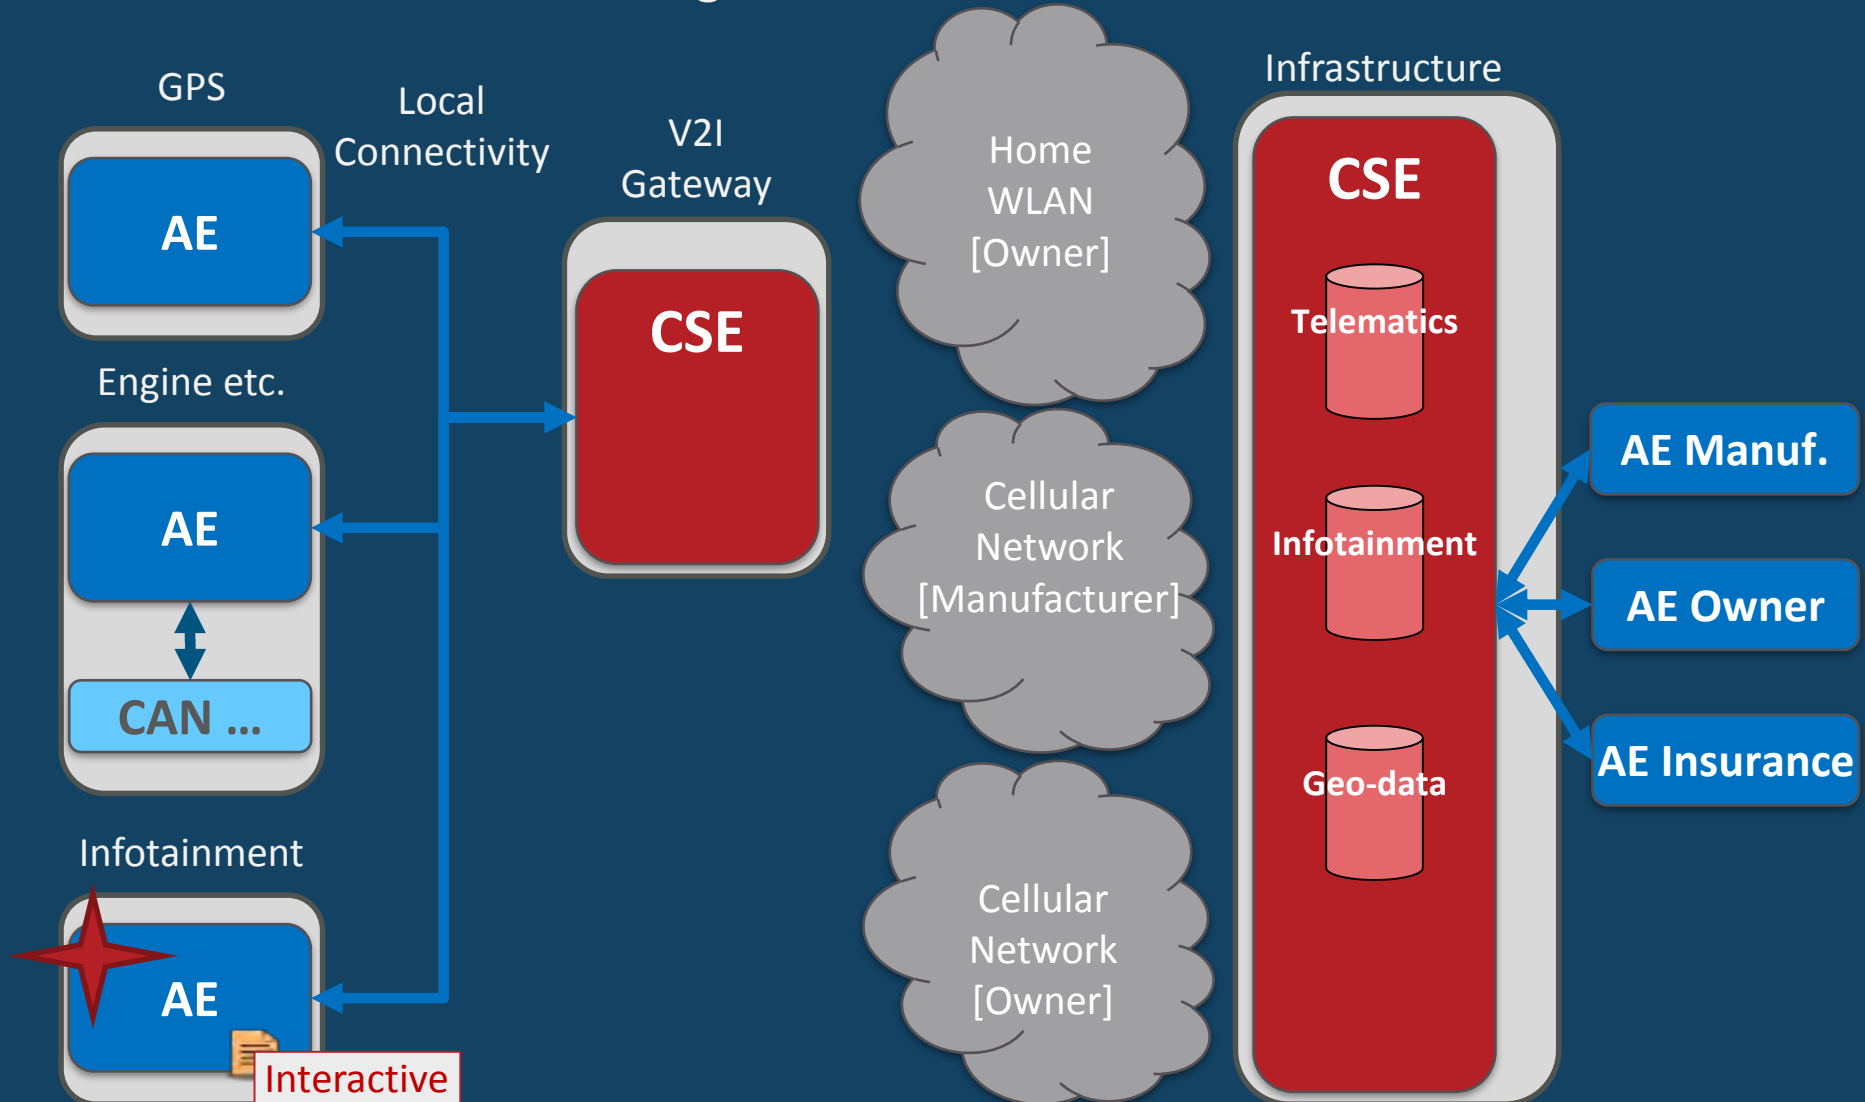 GPS
AE
Local
Connectivity
V2I
Gateway
CSE
Engine etc.
AE
CAN ...
Infotainment
AE
Interactive
Home
WLAN
[Owner]
Cellular
Network
[Manufacturer]
Cellular
Network
[Owner]
Infrastructure
CSE
Telematics
Infotainment
Geo-data
AE Manuf.
AE Owner
AE Insurance